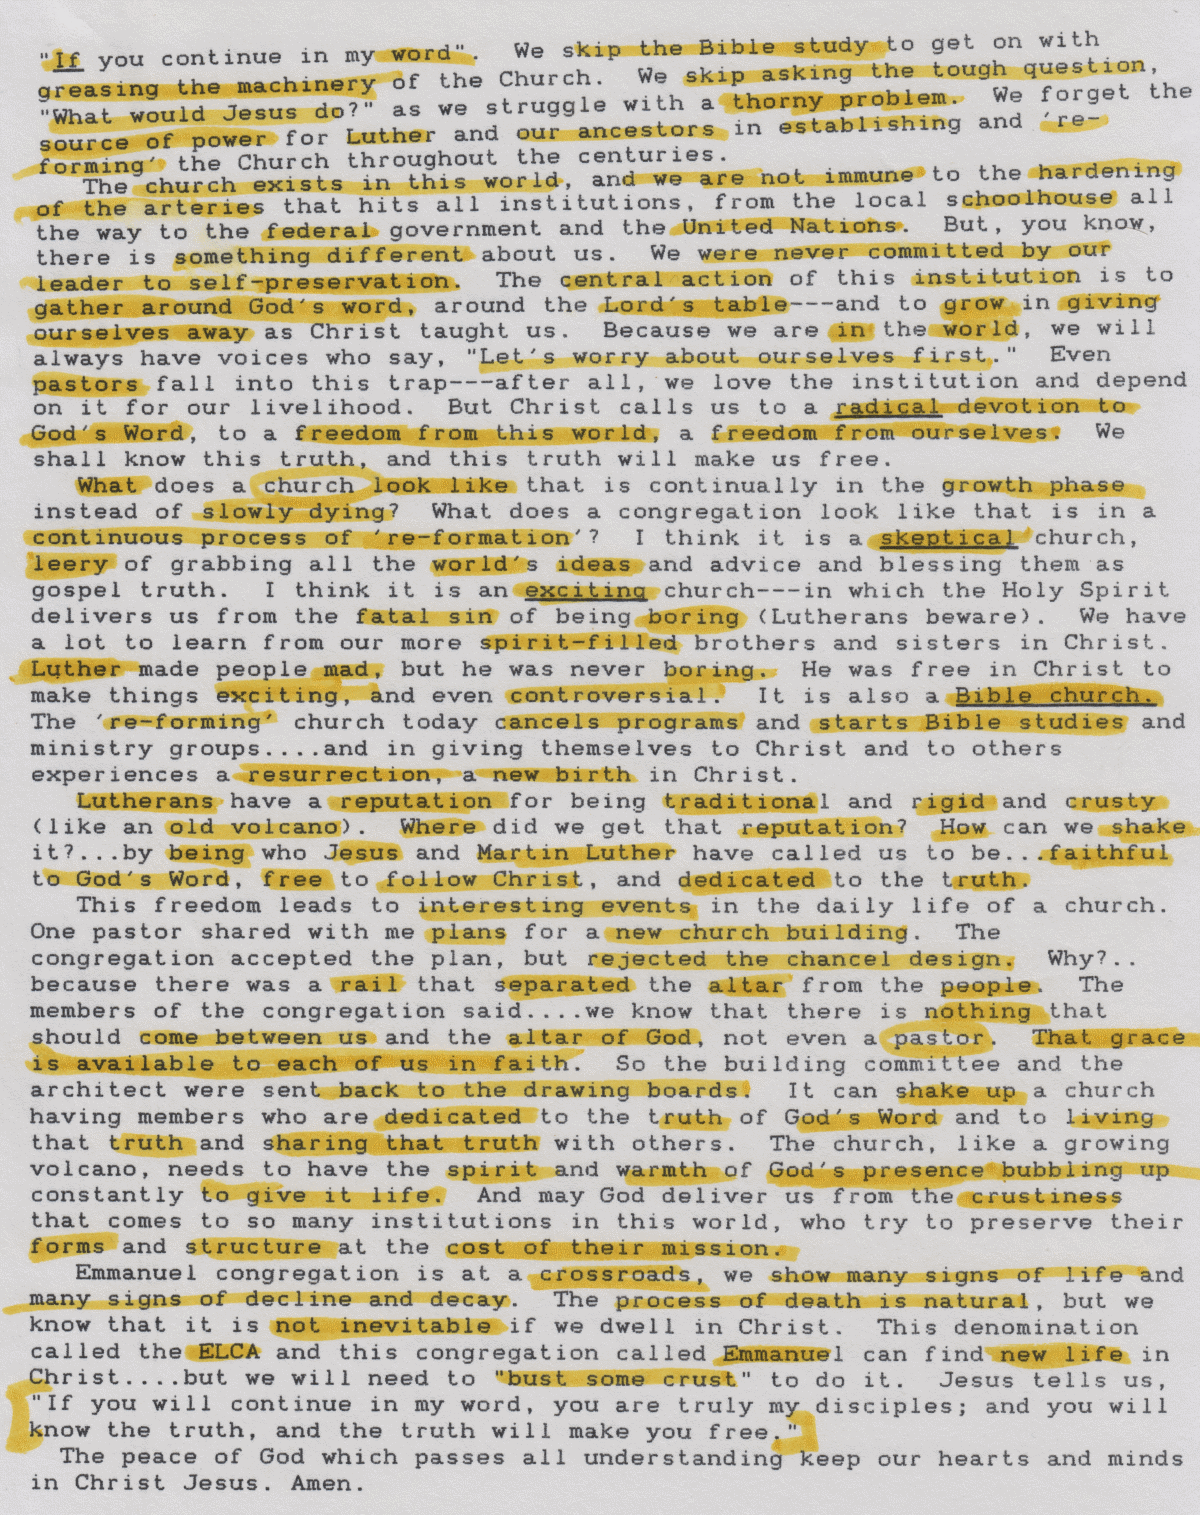 "If you continue in my word".  We skip the Bible study to get on with
greasing the machinery of the Church.  We skip asking the tough question,
"What would Jesus do?" as we struggle with a thorny problem.  We forget the
source of power for Luther and our ancestors in establishing and 're-
forming' the Church throughout the centuries.
The church exists in this world, and we are not immune to the hardening
of the arteries that hits all institutions, from the local schoolhouse all
the way to the federal government and the United Nations.  But, you know,
there is something different about us.  We were never committed by our
leader to self-preservation.  The central action of this institution is to
gather around God's word, around the Lord's table---and to grow in giving
ourselves away as Christ taught us.  Because we are in the world, we will
always have voices who say, "Let's worry about ourselves first."  Even
pastors fall into this trap---after all, we love the institution and depend
on it for our livelihood.  But Christ calls us to a radical devotion to
God's Word, to a freedom from this world, a freedom from ourselves.  We
shall know this truth, and this truth will make us free.
What does a church look like that is continually in the growth phase
instead of slowly dying?  What does a congregation look like that is in a
continuous process of 're-formation'?  I think it is a skeptical church,
leery of grabbing all the world's ideas and advice and blessing them as
gospel truth.  I think it is an exciting church---in which the Holy Spirit
delivers us from the fatal sin of being boring (Lutherans beware).  We have
a lot to learn from our more spirit-filled brothers and sisters in Christ.
Luther made people mad, but he was never boring.  He was free in Christ to
make things exciting, and even controversial.  It is also a Bible church.
The 're-forming' church today cancels programs and starts Bible studies and
ministry groups....and in giving themselves to Christ and to others
experiences a resurrection, a new birth in Christ.
Lutherans have a reputation for being traditional and rigid and crusty
(like an old volcano).  Where did we get that reputation?  How can we shake
it?...by being who Jesus and Martin Luther have called us to be...faithful
to God's Word, free to follow Christ, and dedicated to the truth.
This freedom leads to interesting events in the daily life of a church.
One pastor shared with me plans for a new church building.  The
congregation accepted the plan, but rejected the chancel design.  Why?..
because there was a rail that separated the altar from the people.  The
members of the congregation said....we know that there is nothing that
should come between us and the altar of God, not even a pastor.  That grace
is available to each of us in faith.  So the building committee and the
architect were sent back to the drawing boards.  It can shake up a church
having members who are dedicated to the truth of God's Word and to living
that truth and sharing that truth with others.  The church, like a growing
volcano, needs to have the spirit and warmth of God's presence bubbling up
constantly to give it life.  And may God deliver us from the crustiness
that comes to so many institutions in this world, who try to preserve their
forms and structure at the cost of their mission.
Emmanuel congregation is at a crossroads, we show many signs of life and
many signs of decline and decay.  The process of death is natural, but we
know that it is not inevitable if we dwell in Christ.  This denomination
called the ELCA and this congregation called Emmanuel can find new life in
Christ....but we will need to "bust some crust" to do it.  Jesus tells us,
"If you will continue in my word, you are truly my disciples; and you will
know the truth, and the truth will make you free."
The peace of God which passes all understanding keep our hearts and minds
in Christ Jesus. Amen.